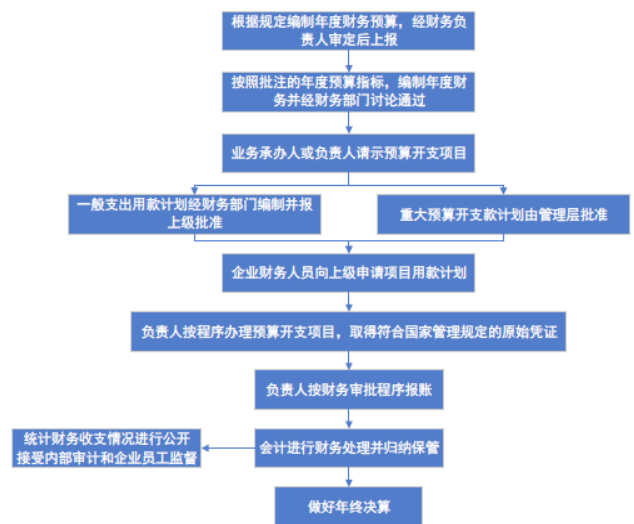 根据规定编制年度财务预算，经财务负
责人审定后上报
按照批注的年度预算指标，编制年度财
务并经财务部门讨论通过
业务承办人或负责人请示预算开支项目
一般支出用款计划经财务部门编制并报
上级批准
重大预算开支款计划由管理层批准
企业财务人员向上级申请项目用款计划
负责人按程序办理预算开支项目，取得符合国家管理规定的原始凭证
负责人按财务审批程序报账
统计财务收支情况进行公开
接受内部审计和企业员工监督
会计进行财务处理并归纳保管
做好年终决算